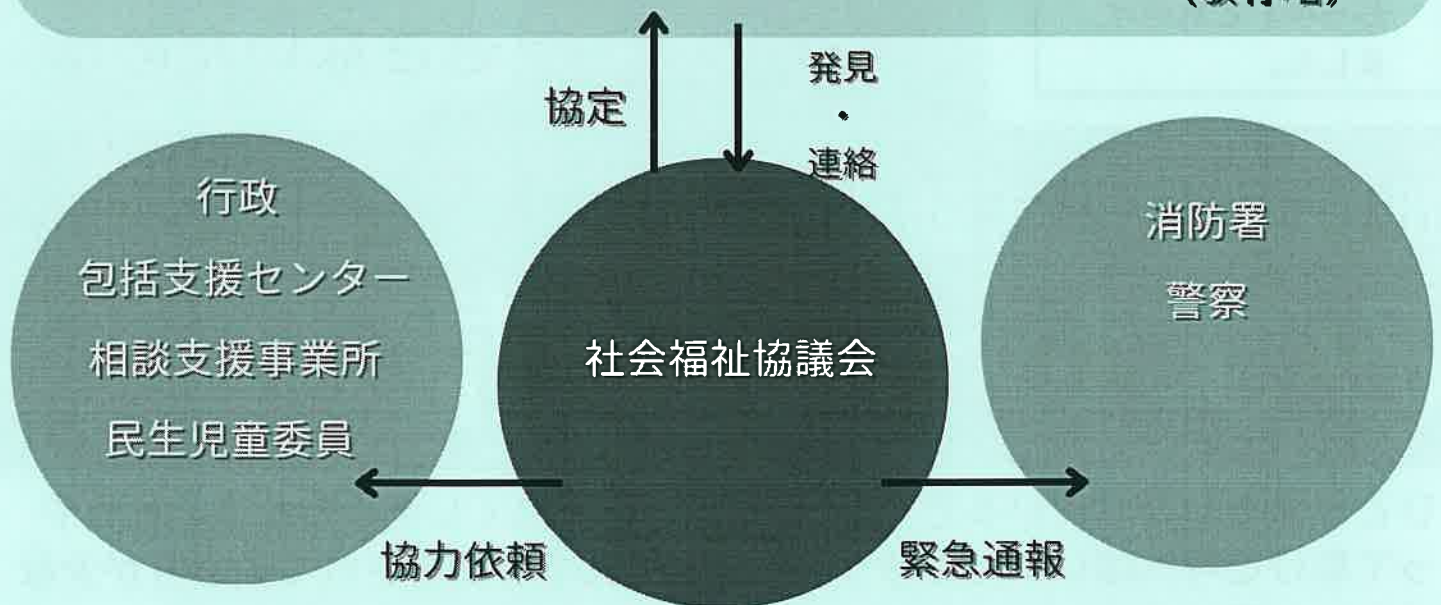 協定
発見
・
連絡
行政
包括支援センター
相談支援事業所
民生児童委員
社会福祉協議会
消防署
警察
協力依頼
緊急通報